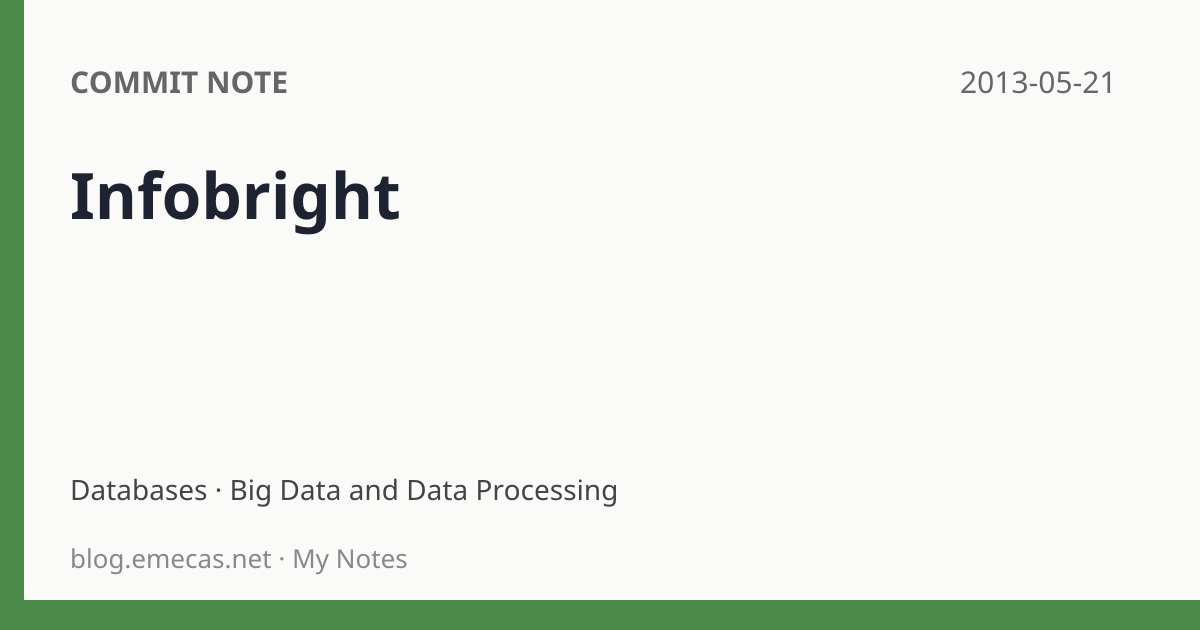 COMMIT NOTE
2013-05-21
Infobright
Databases · Big Data and Data Processing
blog.emecas.net · My Notes